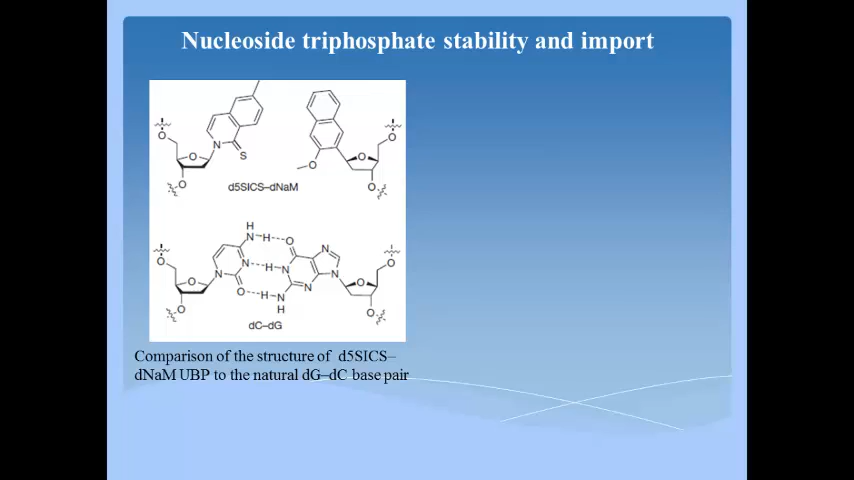 Nucleoside triphosphate stability and import
O
N
S
O
O
O
O
O
O
d5SICS–dNaM
H
N H O N
O
N H N
N
N
O
N
O
O
O H N
N
H
O
O
dC–dG
Comparison of the structure of d5SICS–
dNaM UBP to the natural dG–dC base pair